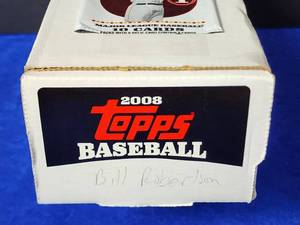 MAJOR LEAGUE BASEBALL
10 CARDS
2008
Topps
BASEBALL
Bill Robertson